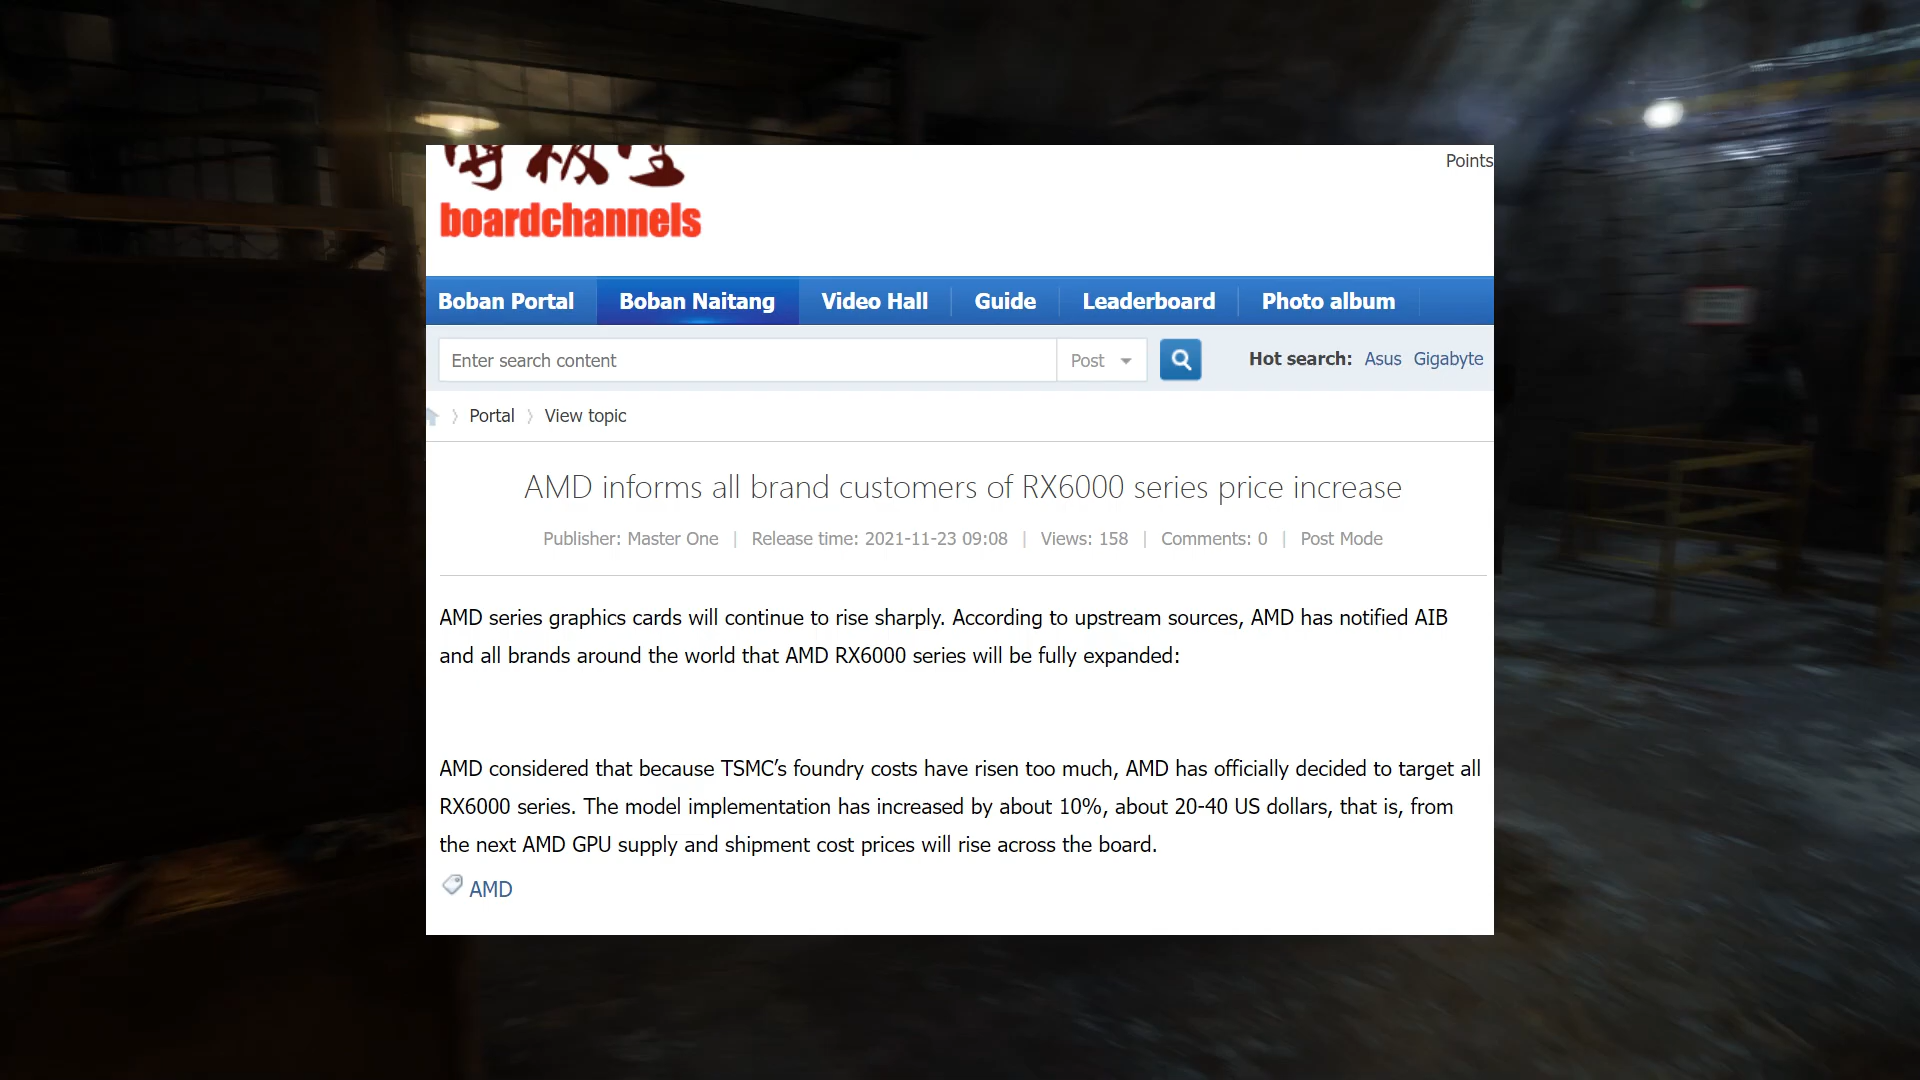 Points
boardchannels
Boban Portal Boban Naitang Video Hall Guide Leaderboard Photo album
Enter search content Post Hot search: Asus Gigabyte
Portal 〉 View topic
AMD informs all brand customers of RX6000 series price increase
Publisher: Master One | Release time: 2021-11-23 09:08 | Views: 158 | Comments: 0 | Post Mode
AMD series graphics cards will continue to rise sharply. According to upstream sources, AMD has notified AIB
and all brands around the world that AMD RX6000 series will be fully expanded:
AMD considered that because TSMC’s foundry costs have risen too much, AMD has officially decided to target all
RX6000 series. The model implementation has increased by about 10%, about 20-40 US dollars, that is, from
the next AMD GPU supply and shipment cost prices will rise across the board.
AMD